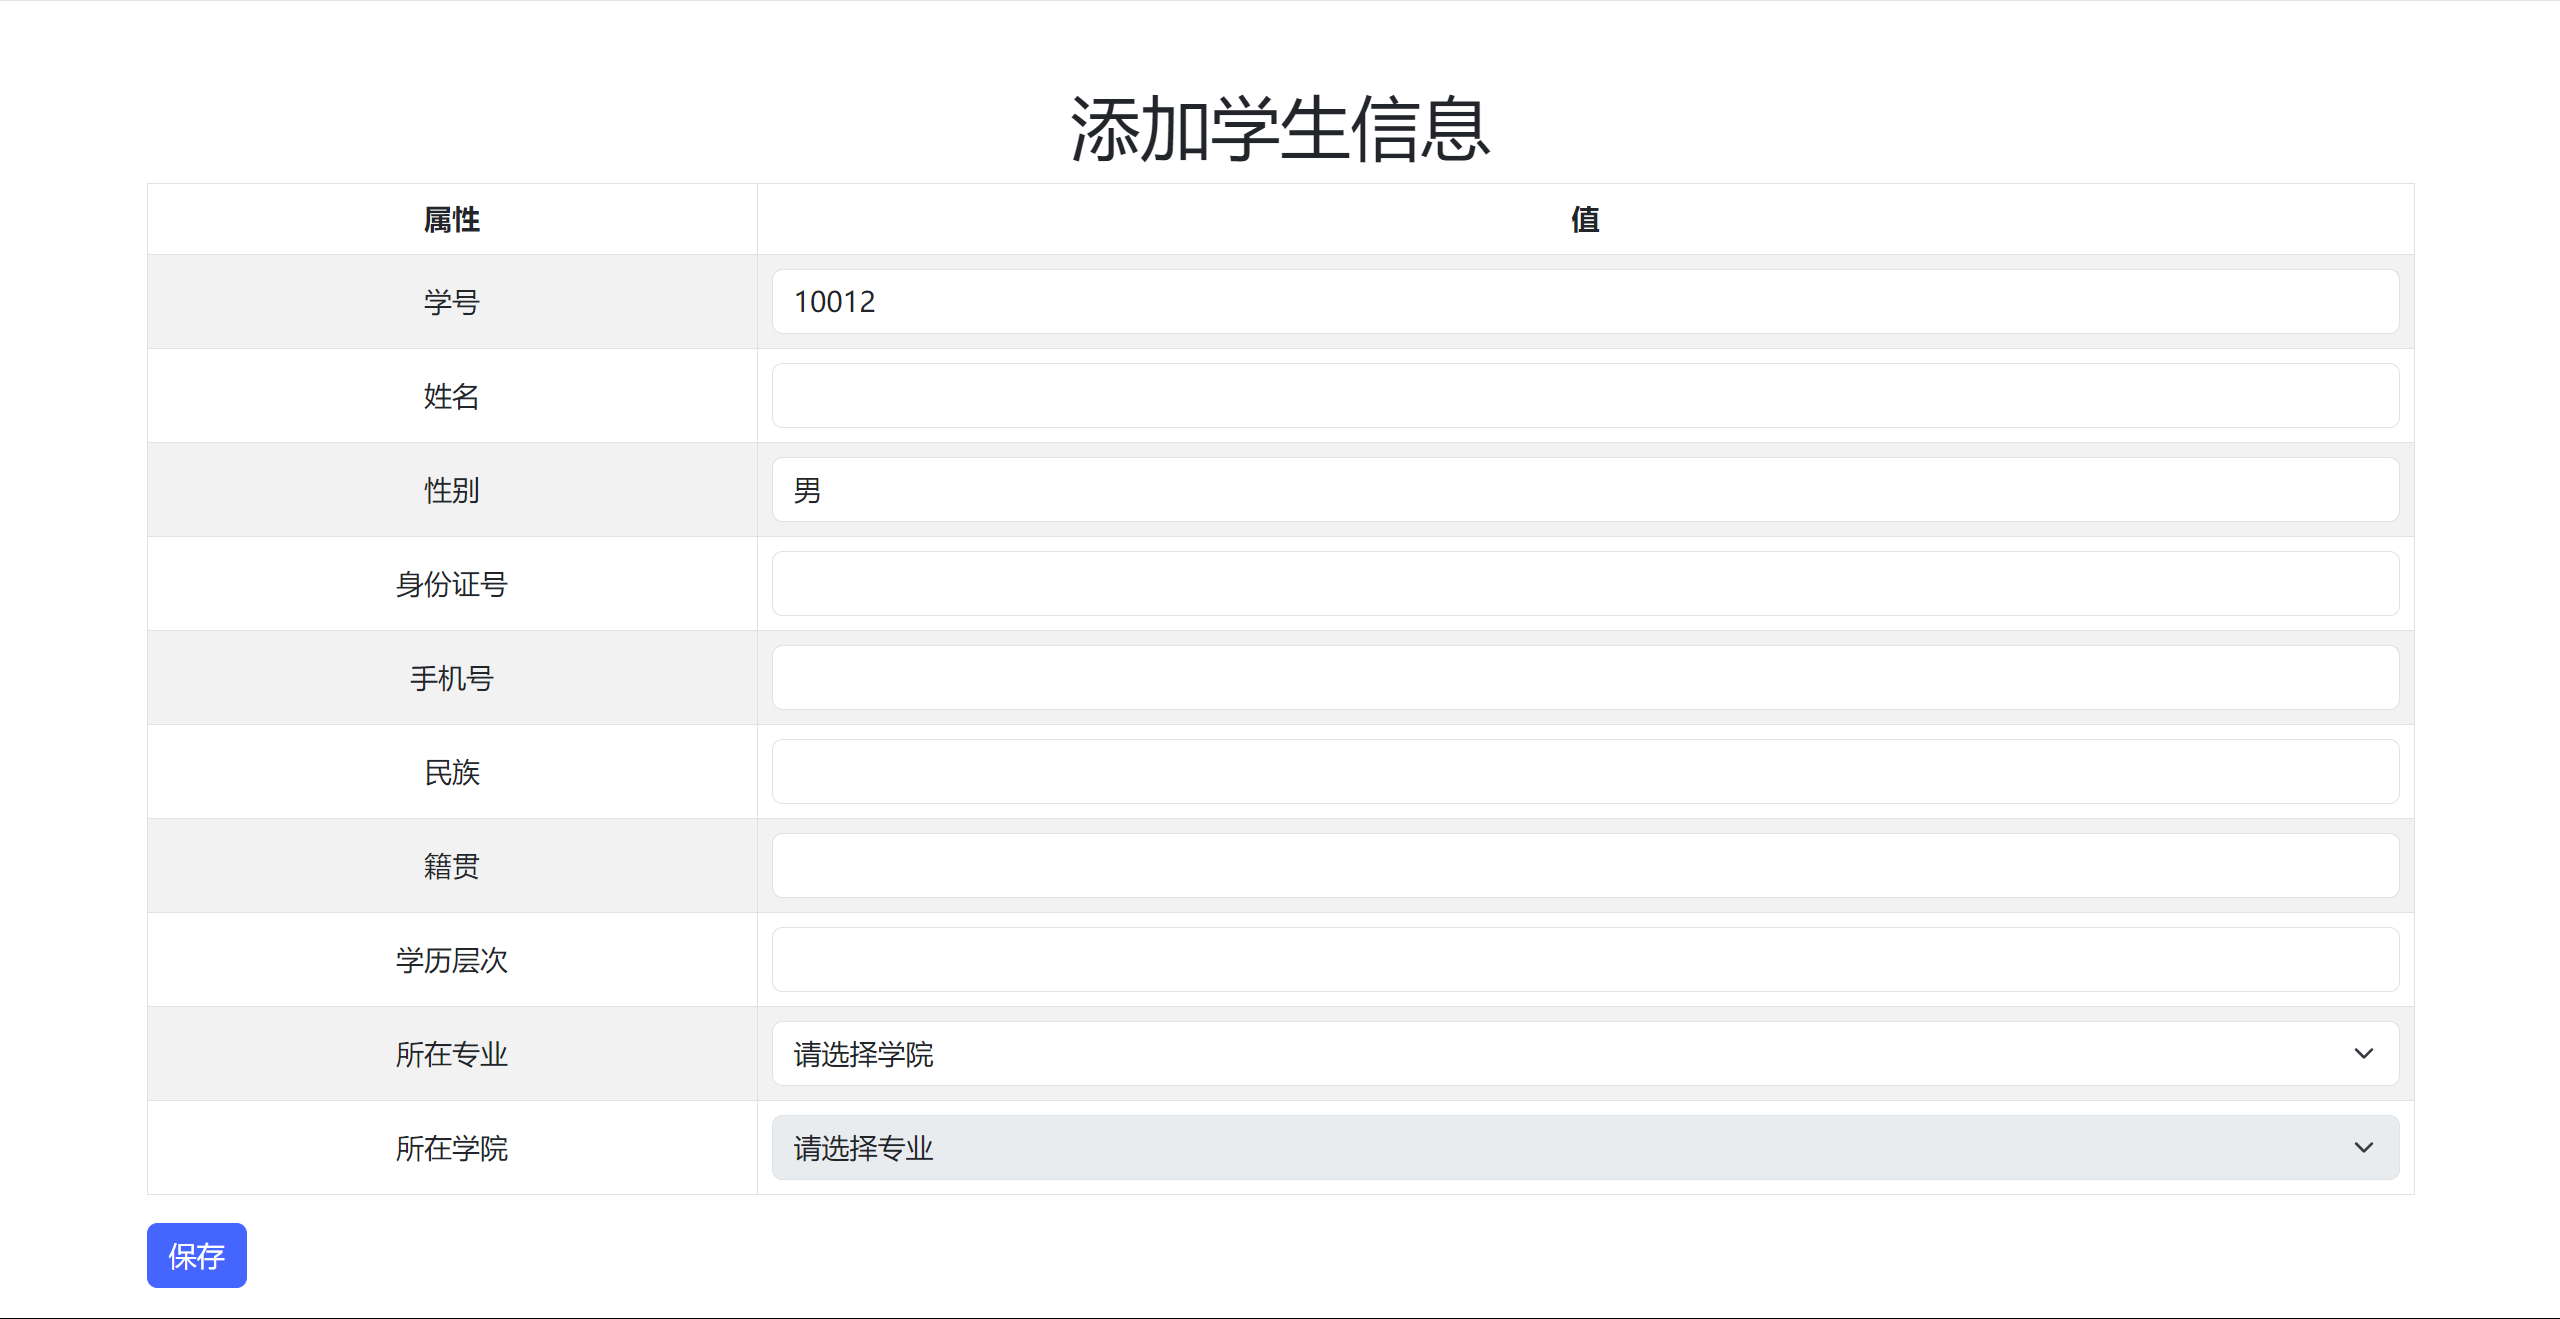 添加学生信息
属性 值
学号 10012
姓名
性别 男
身份证号
手机号
民族
籍贯
学历层次
所在专业 请选择学院
所在学院 请选择专业
保存